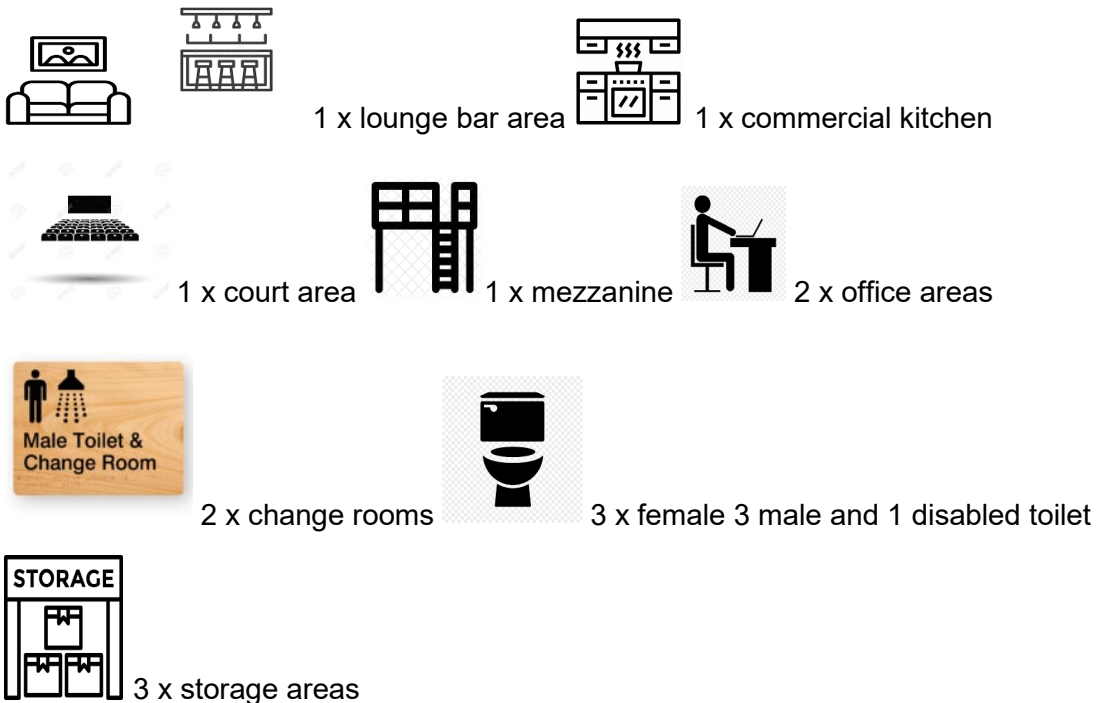 1 x lounge bar area 1 x commercial kitchen
1 x court area 1 x mezzanine 2 x office areas
Male Toilet &
Change Room
2 x change rooms 3 x female 3 male and 1 disabled toilet
STORAGE
3 x storage areas